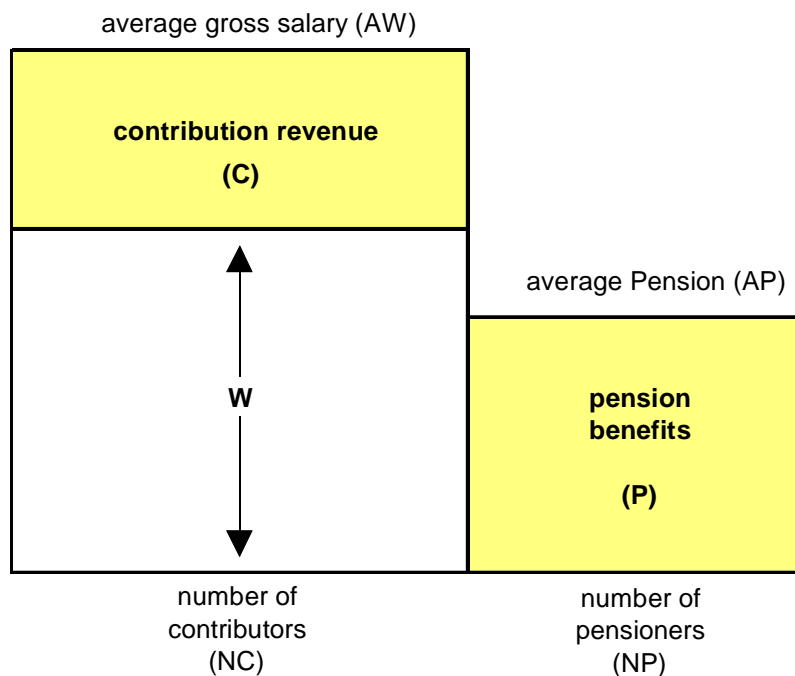 average gross salary (AW)
contribution revenue
(C)
average Pension (AP)
W
pension
benefits
(P)
number of
contributors
(NC)
number of
pensioners
(NP)